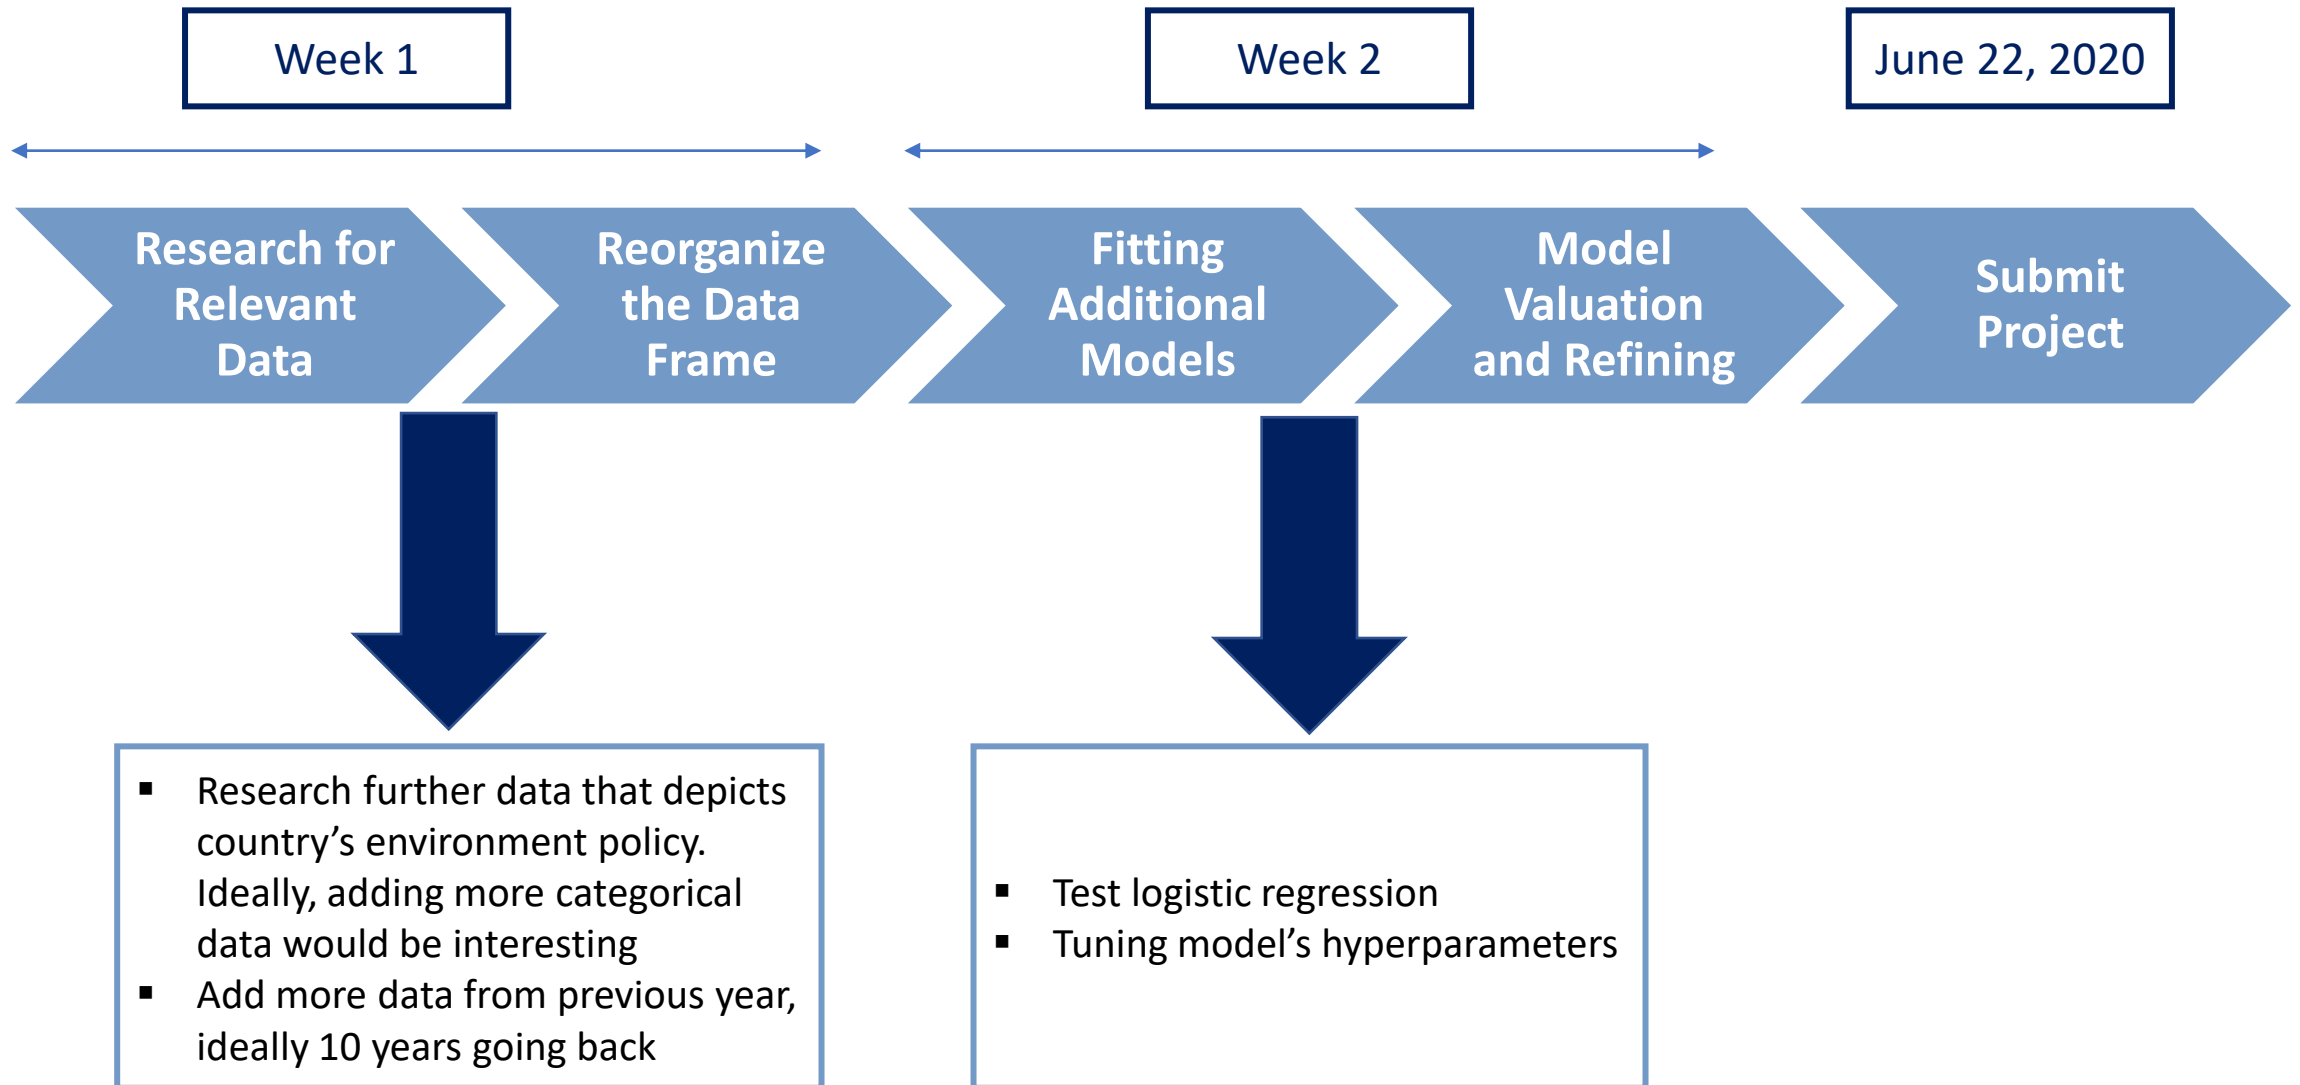 Week 1
Week 2
June 22, 2020
Research for
Relevant
Data
Reorganize
the Data
Frame
Fitting
Additional
Models
Model
Valuation
and Refining
Submit
Project
▪ Research further data that depicts
country’s environment policy.
Ideally, adding more categorical
data would be interesting
▪ Add more data from previous year,
ideally 10 years going back
▪ Test logistic regression
▪ Tuning model’s hyperparameters